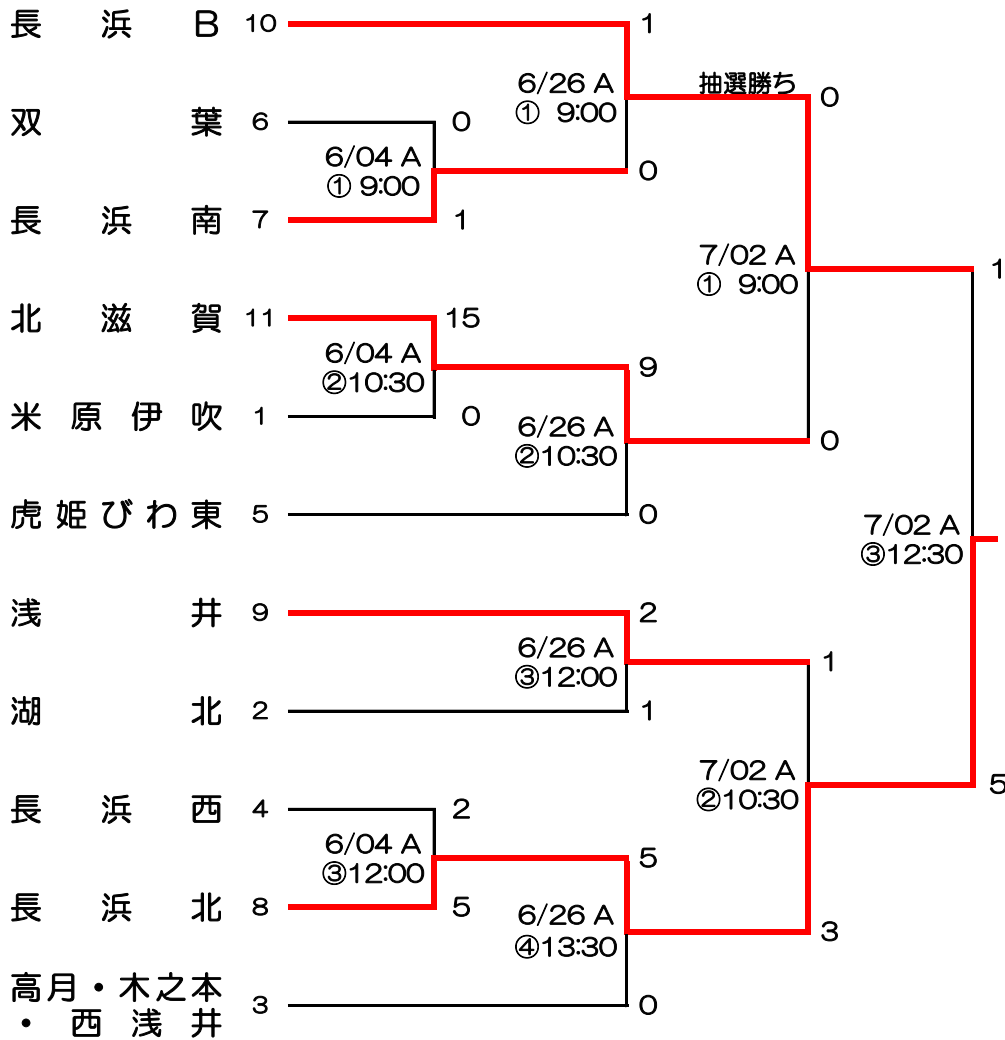 長浜B 10 1
6/26 A
① 9:00
抽選勝ち 0
双葉 6 0
6/04 A
① 9:00
0
長浜南 7 1
7/02 A
① 9:00
1
北滋賀 11 15
6/04 A
②10:30
9
米原伊吹 1 0
6/26 A
②10:30
0
虎姫びわ東 5 0
7/02 A
③12:30
浅井 9 2
6/26 A
③12:00
1
湖北 2 1
7/02 A
②10:30
5
長浜西 4 2
6/04 A
③12:00
5
長浜北 8 5
6/26 A
④13:30
3
高月・木之本
・西浅井
3 0